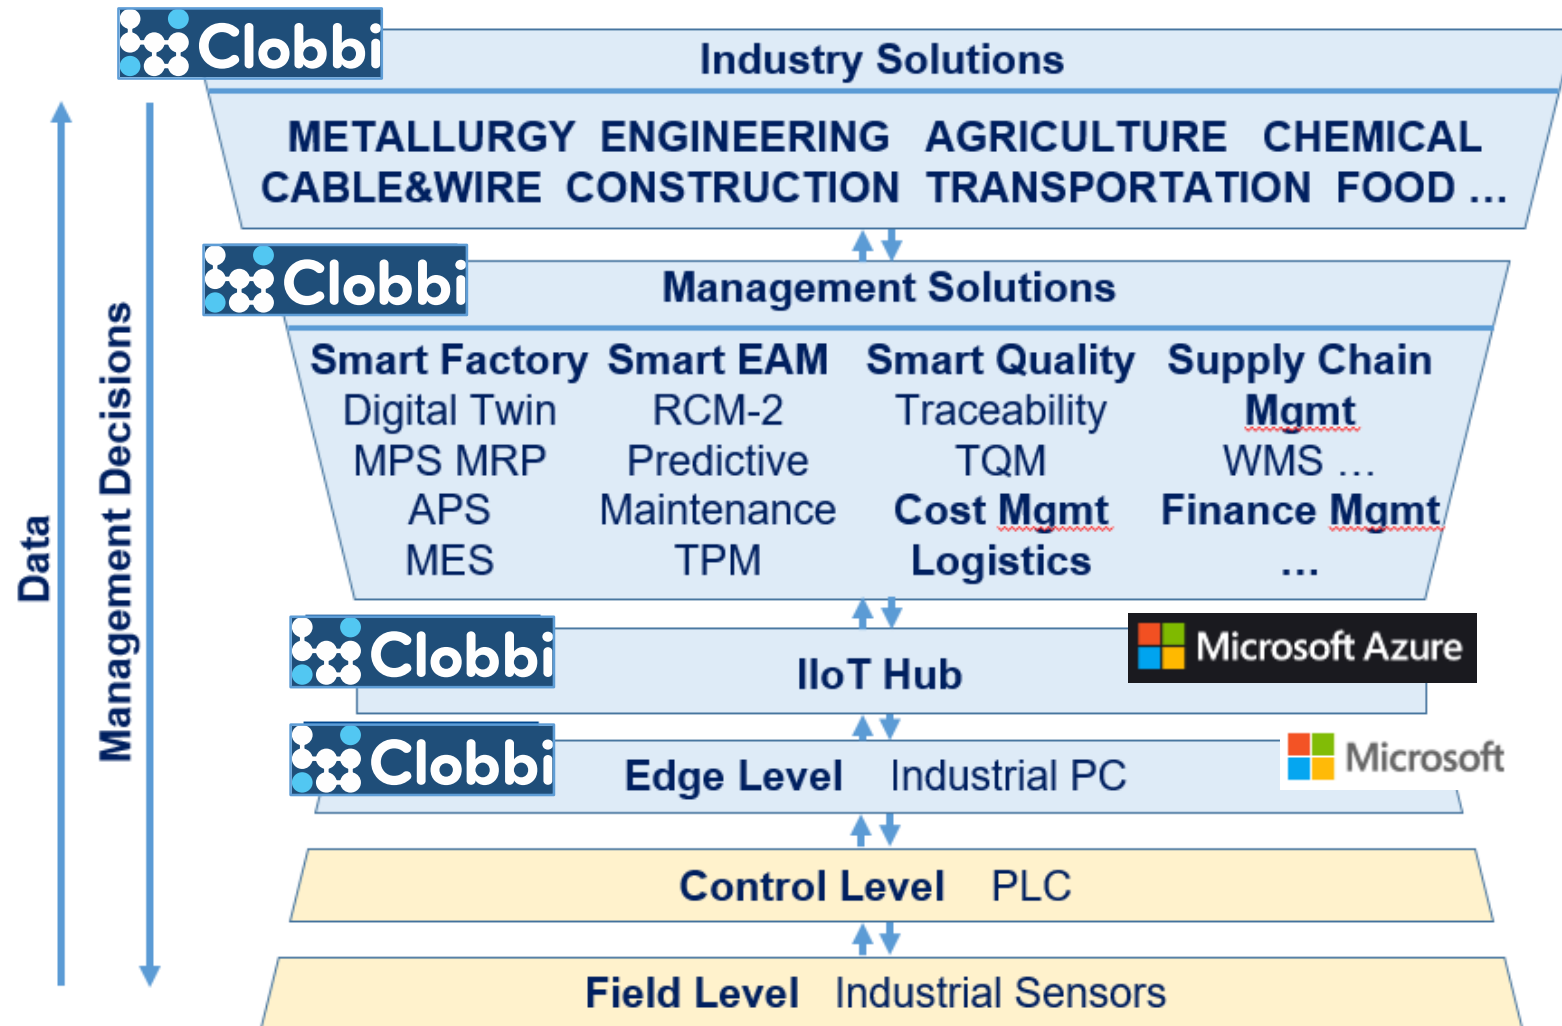 Clobbi
Industry Solutions
METALLURGY ENGINEERING AGRICULTURE CHEMICAL
CABLE&WIRE CONSTRUCTION TRANSPORTATION FOOD ...
Clobbi
Management Solutions
Smart Factory Smart EAM Smart Quality Supply Chain
Digital Twin RCM-2 Traceability Mgmt
MPS MRP Predictive TQM WMS ...
APS Maintenance Cost Mgmt Finance Mgmt
MES TPM Logistics ...
Data
Management Decisions
Clobbi
IIoT Hub
Microsoft Azure
Clobbi
Edge Level Industrial PC
Microsoft
Control Level PLC
Field Level Industrial Sensors